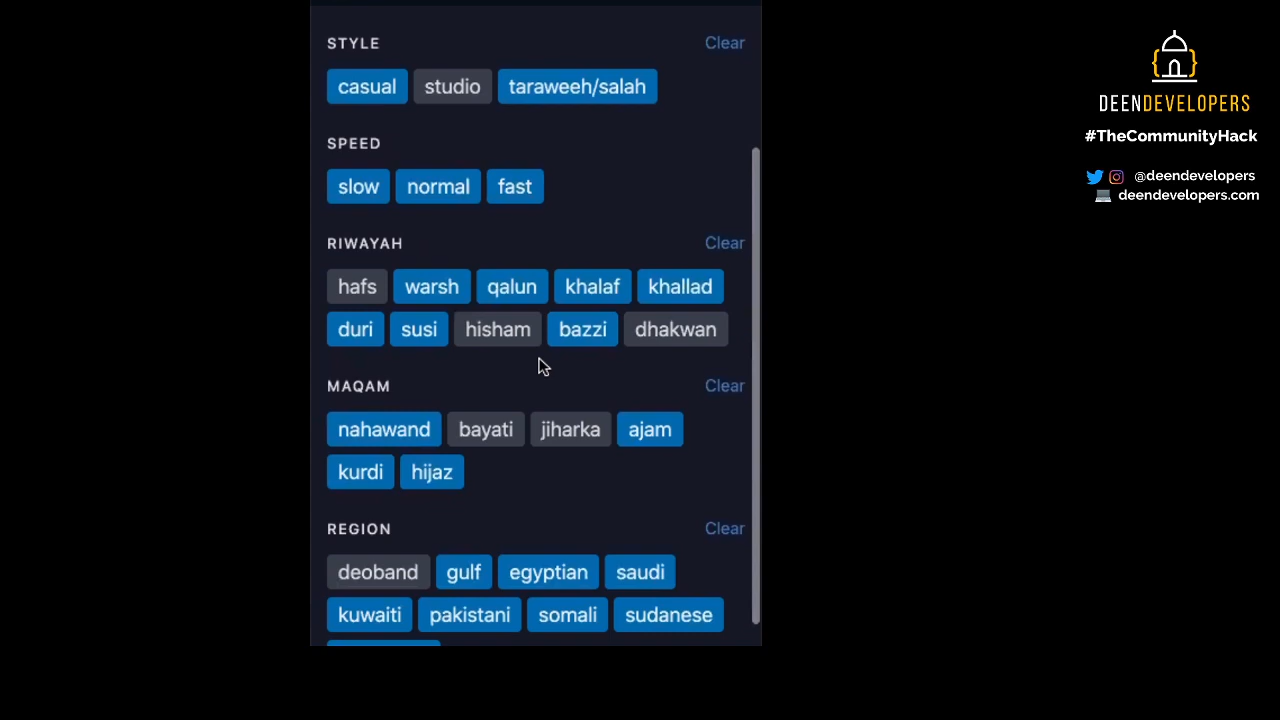 STYLE Clear
casual studio taraweeh/salah
SPEED
slow normal fast
RIWAYAH Clear
hafs warsh qalun khalaf khallad
duri susi hisham bazzi dhakwan
MAQAM Clear
nahawand bayati jiharka ajam
kurdi hijaz
REGION Clear
deoband gulf egyptian saudi
kuwaiti pakistani somali sudanese
DEENDEVELOPERS
#TheCommunityHack
@deendevelopers
deendevelopers.com